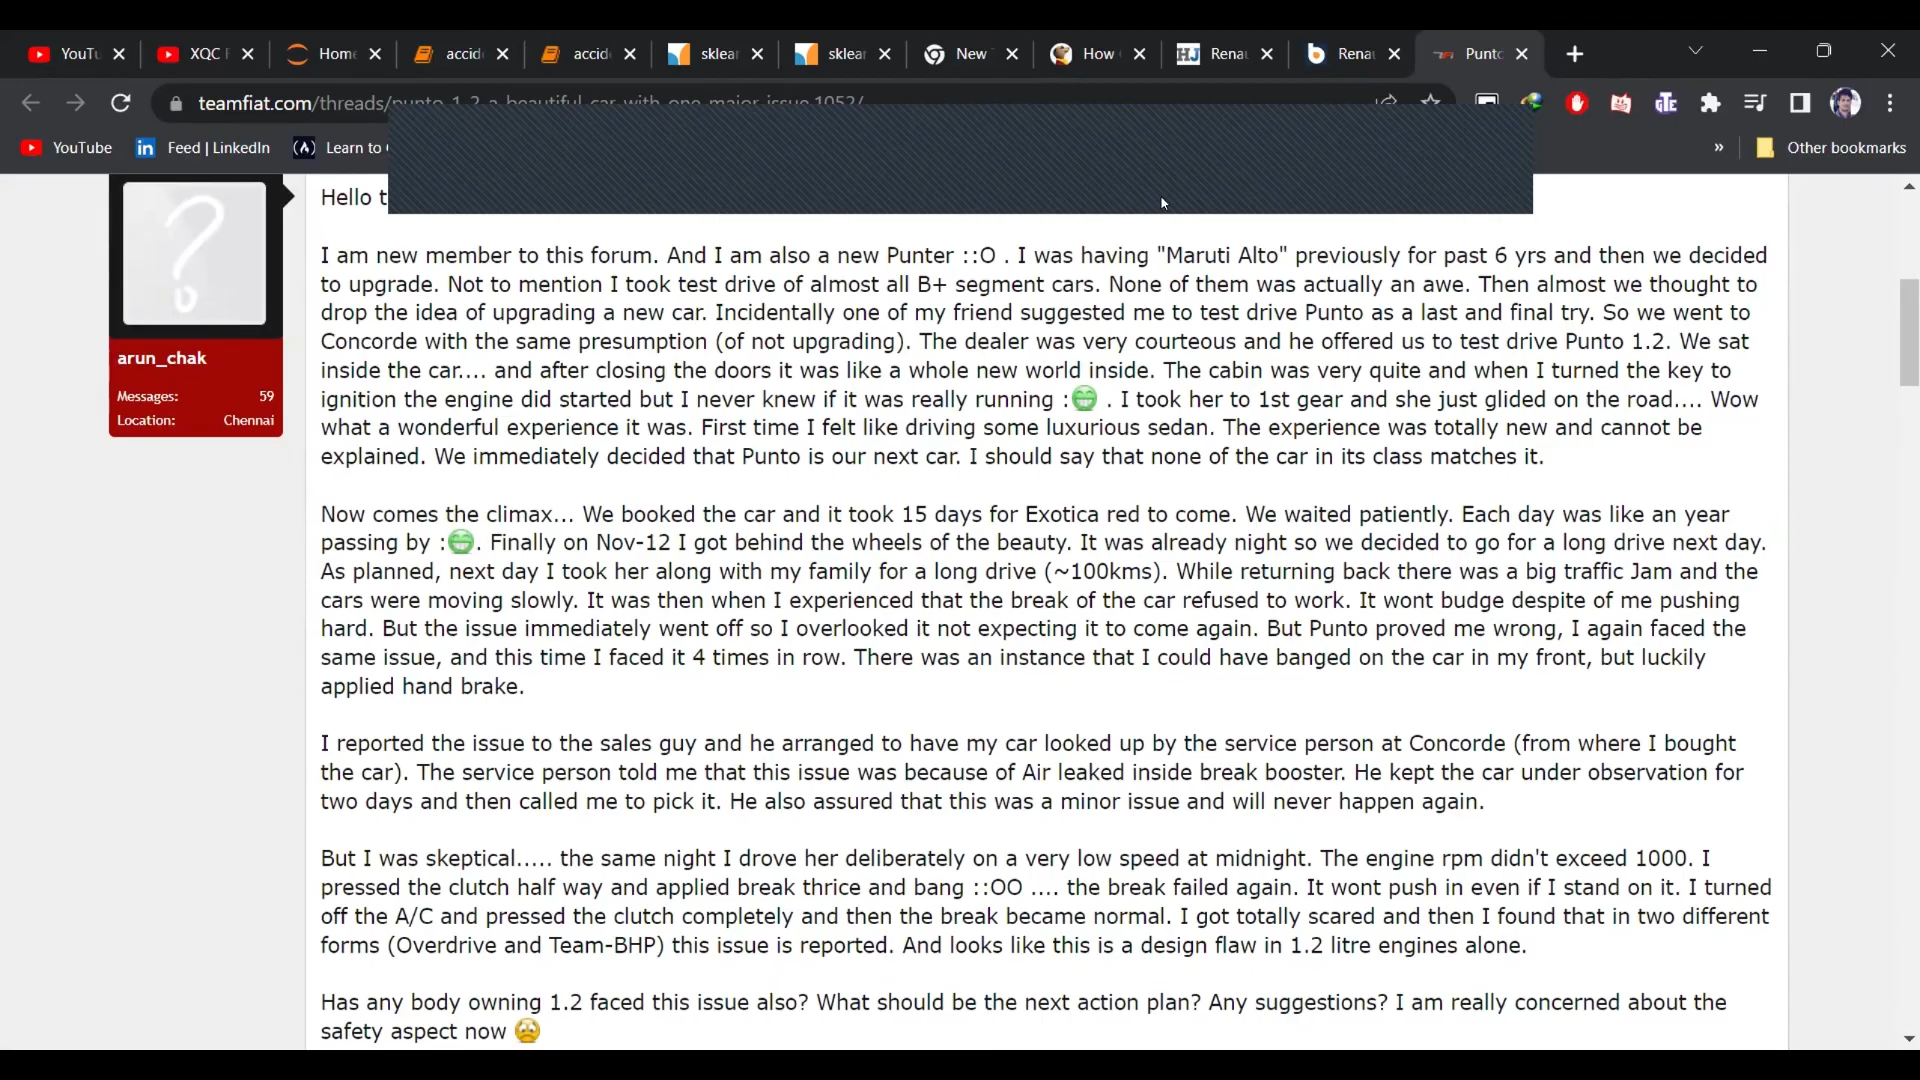 YouTu
XQC F
Home
accid
accid
sklear
sklear
New
How
Renau
Renau
Punto
teamfiat.com/threads/punto-1-2-a-beautiful-car-with-one-major-issue.1052/
YouTube
Feed | LinkedIn
Learn to
»
Other bookmarks
Hello t
I am new member to this forum. And I am also a new Punter ::O . I was having "Maruti Alto" previously for past 6 yrs and then we decided
to upgrade. Not to mention I took test drive of almost all B+ segment cars. None of them was actually an awe. Then almost we thought to
drop the idea of upgrading a new car. Incidentally one of my friend suggested me to test drive Punto as a last and final try. So we went to
Concorde with the same presumption (of not upgrading). The dealer was very courteous and he offered us to test drive Punto 1.2. We sat
inside the car.... and after closing the doors it was like a whole new world inside. The cabin was very quite and when I turned the key to
ignition the engine did started but I never knew if it was really running :😁 . I took her to 1st gear and she just glided on the road.... Wow
what a wonderful experience it was. First time I felt like driving some luxurious sedan. The experience was totally new and cannot be
explained. We immediately decided that Punto is our next car. I should say that none of the car in its class matches it.
arun_chak
Messages: 59
Location: Chennai
Now comes the climax... We booked the car and it took 15 days for Exotica red to come. We waited patiently. Each day was like an year
passing by :😁. Finally on Nov-12 I got behind the wheels of the beauty. It was already night so we decided to go for a long drive next day.
As planned, next day I took her along with my family for a long drive (~100kms). While returning back there was a big traffic Jam and the
cars were moving slowly. It was then when I experienced that the break of the car refused to work. It wont budge despite of me pushing
hard. But the issue immediately went off so I overlooked it not expecting it to come again. But Punto proved me wrong, I again faced the
same issue, and this time I faced it 4 times in row. There was an instance that I could have banged on the car in my front, but luckily
applied hand brake.
I reported the issue to the sales guy and he arranged to have my car looked up by the service person at Concorde (from where I bought
the car). The service person told me that this issue was because of Air leaked inside break booster. He kept the car under observation for
two days and then called me to pick it. He also assured that this was a minor issue and will never happen again.
But I was skeptical..... the same night I drove her deliberately on a very low speed at midnight. The engine rpm didn't exceed 1000. I
pressed the clutch half way and applied break thrice and bang ::OO .... the break failed again. It wont push in even if I stand on it. I turned
off the A/C and pressed the clutch completely and then the break became normal. I got totally scared and then I found that in two different
forms (Overdrive and Team-BHP) this issue is reported. And looks like this is a design flaw in 1.2 litre engines alone.
Has any body owning 1.2 faced this issue also? What should be the next action plan? Any suggestions? I am really concerned about the
safety aspect now 😟